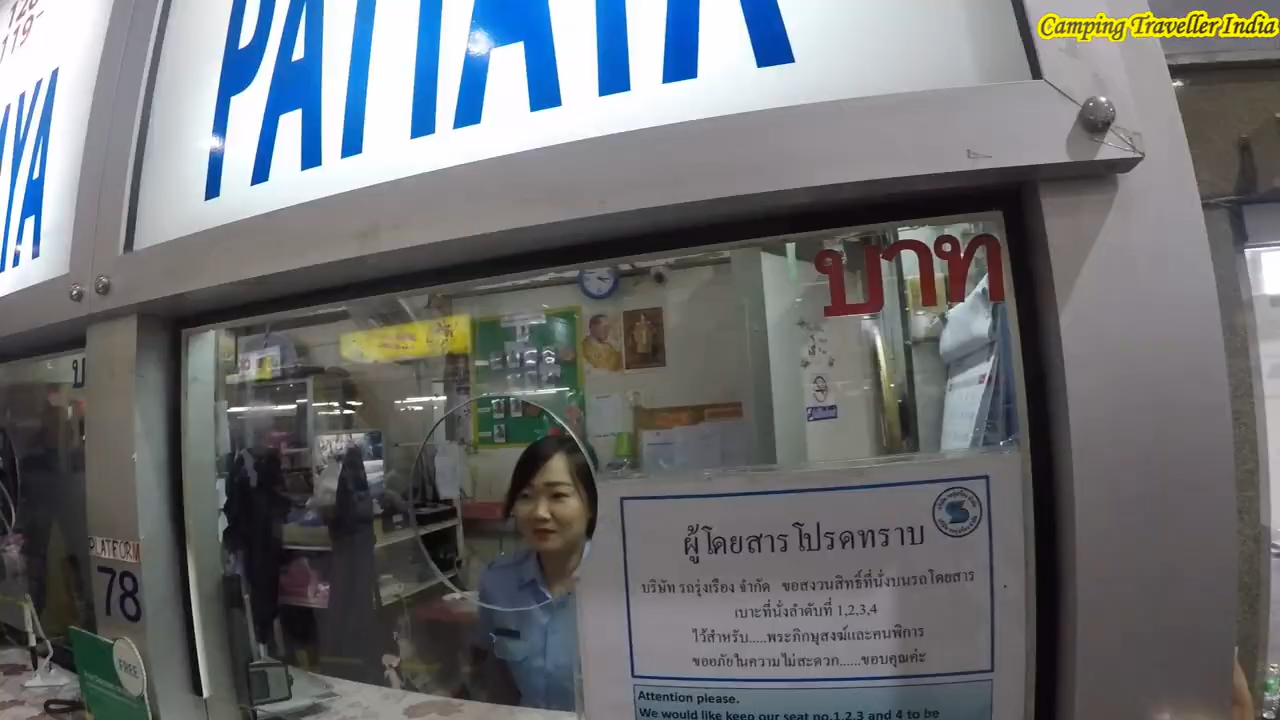 Camping Traveller India
PATTAYA
บาท
PLATFORM
78
FREE
ผู้โดยสารโปรดทราบ
บริษัท รถรุ่งเรือง จำกัด ขอสงวนสิทธิ์ที่นั่งบนรถโดยสาร
เบาะที่นั่งลำดับที่ 1,2,3,4
ไว้สำหรับ.....พระภิกษุสงฆ์และคนพิการ
ขออภัยในความไม่สะดวก......ขอบคุณค่ะ
Attention please.
We would like keep our seat no.1,2,3 and 4 to be